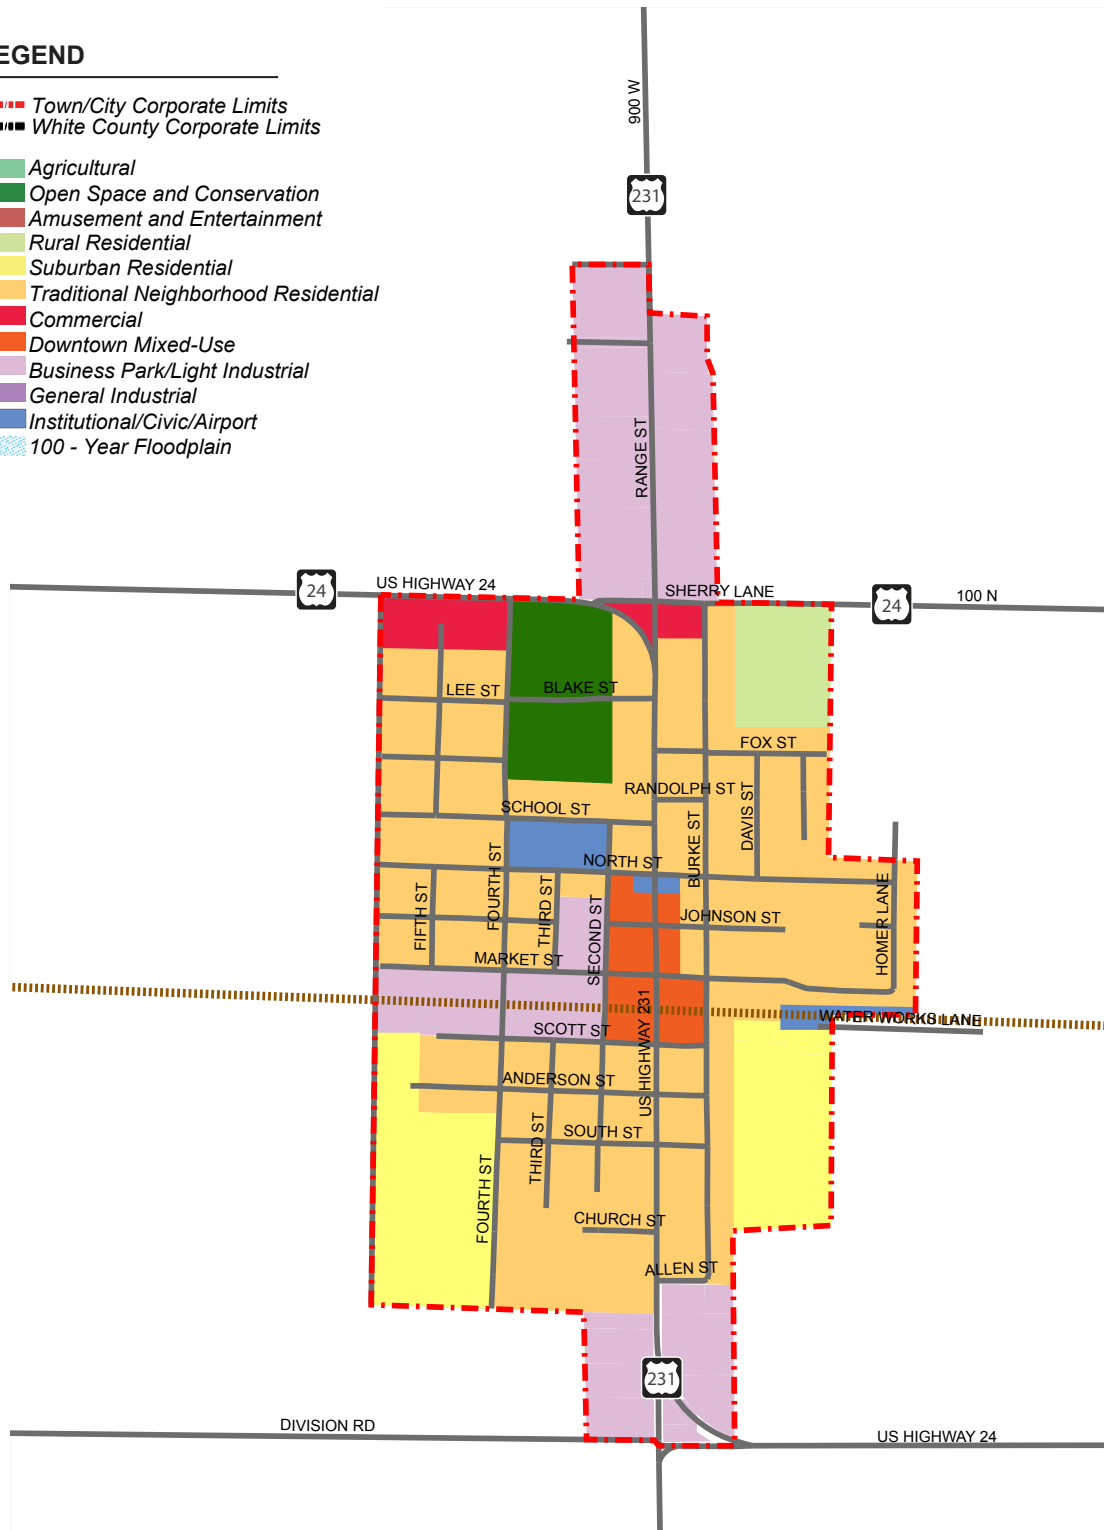 EGEND
Town/City Corporate Limits
White County Corporate Limits
Agricultural
Open Space and Conservation
Amusement and Entertainment
Rural Residential
Suburban Residential
Traditional Neighborhood Residential
Commercial
Downtown Mixed-Use
Business Park/Light Industrial
General Industrial
Institutional/Civic/Airport
100 - Year Floodplain
900 W
231
RANGE ST
24
US HIGHWAY 24
SHERRY LANE
24
100 N
LEE ST
BLAKE ST
FOX ST
RANDOLPH ST
DAVIS ST
SCHOOL ST
BURKE ST
NORTH ST
FOURTH ST
FIFTH ST
THIRD ST
SECOND ST
JOHNSON ST
HOMER LANE
MARKET ST
WATER WORKS LANE
SCOTT ST
US HIGHWAY 231
ANDERSON ST
SOUTH ST
THIRD ST
FOURTH ST
CHURCH ST
ALLEN ST
231
DIVISION RD
US HIGHWAY 24